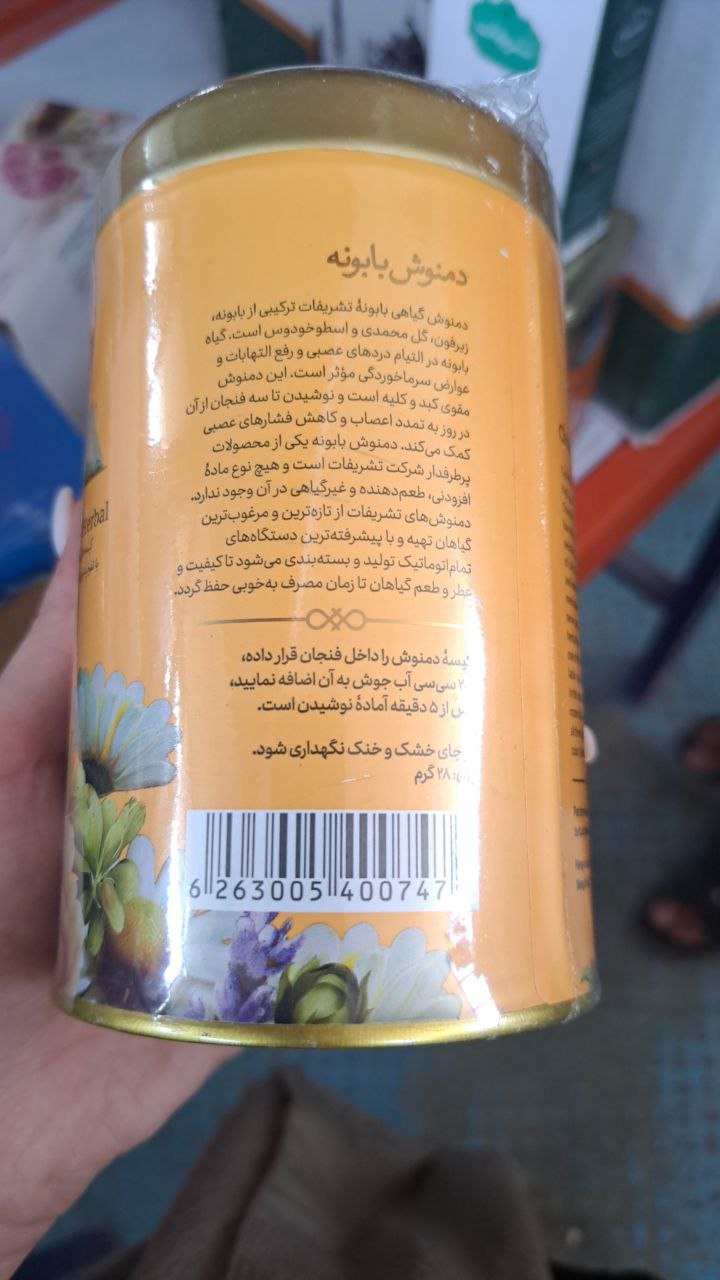 دمنوش بابونه
دمنوش گیاهی بابونهٔ تشریفات ترکیبی از بابونه،
زیرفون، گل محمدی و اسطوخودوس است. گیاه
بابونه در التیام دردهای عصبی و رفع التهابات و
عوارض سرماخوردگی مؤثر است. این دمنوش
مقوی کبد و کلیه است و نوشیدن تا سه فنجان از آن
در روز به تمدد اعصاب و کاهش فشارهای عصبی
کمک می‌کند. دمنوش بابونه یکی از محصولات
پرطرفدار شرکت تشریفات است و هیچ نوع مادهٔ
افزودنی، طعم‌دهنده و غیرگیاهی در آن وجود ندارد.
دمنوش‌های تشریفات از تازه‌ترین و مرغوب‌ترین
گیاهان تهیه و با پیشرفته‌ترین دستگاه‌های
تمام‌اتوماتیک تولید و بسته‌بندی می‌شود تا کیفیت و
عطر و طعم گیاهان تا زمان مصرف به‌خوبی حفظ گردد.
دمنوش را داخل فنجان قرار داده،
سی‌سی آب جوش به آن اضافه نمایید،
از ۵ دقیقه آمادهٔ نوشیدن است.
جای خشک و خنک نگهداری شود.
۲۸ گرم
6 263005 400747